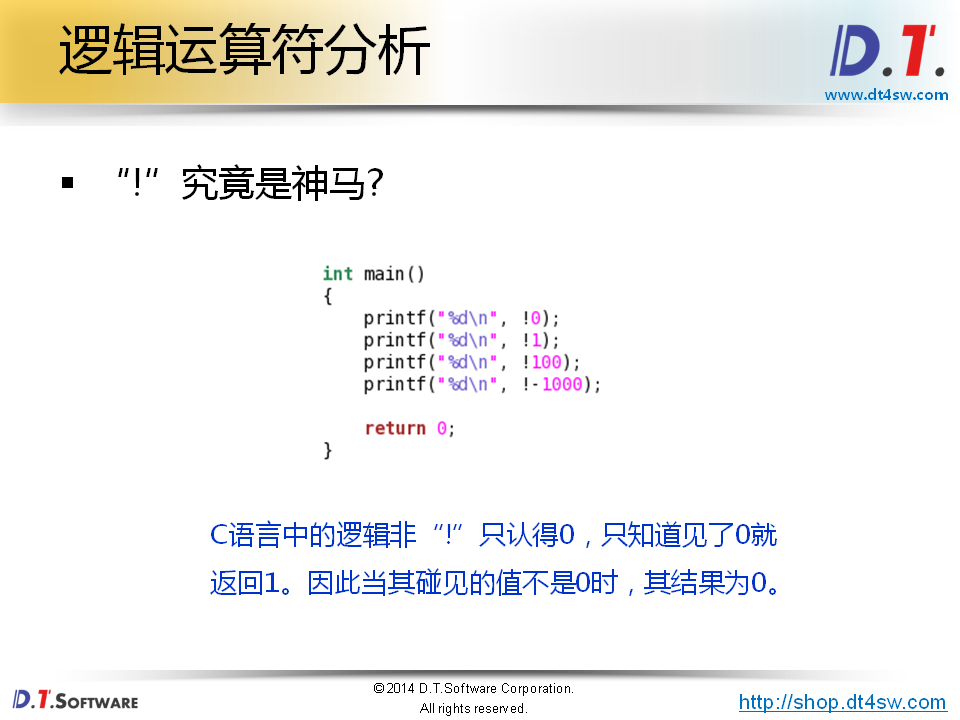 逻辑运算符分析
D.T.
www.dt4sw.com
▪ “!”究竟是神马?
int main()
{
    printf("%d\n", !0);
    printf("%d\n", !1);
    printf("%d\n", !100);
    printf("%d\n", !-1000);
    return 0;
}
C语言中的逻辑非“!”只认得0，只知道见了0就
返回1。因此当其碰见的值不是0时，其结果为0。
D.T.SOFTWARE
©2014 D.T.Software Corporation.
All rights reserved.
http://shop.dt4sw.com